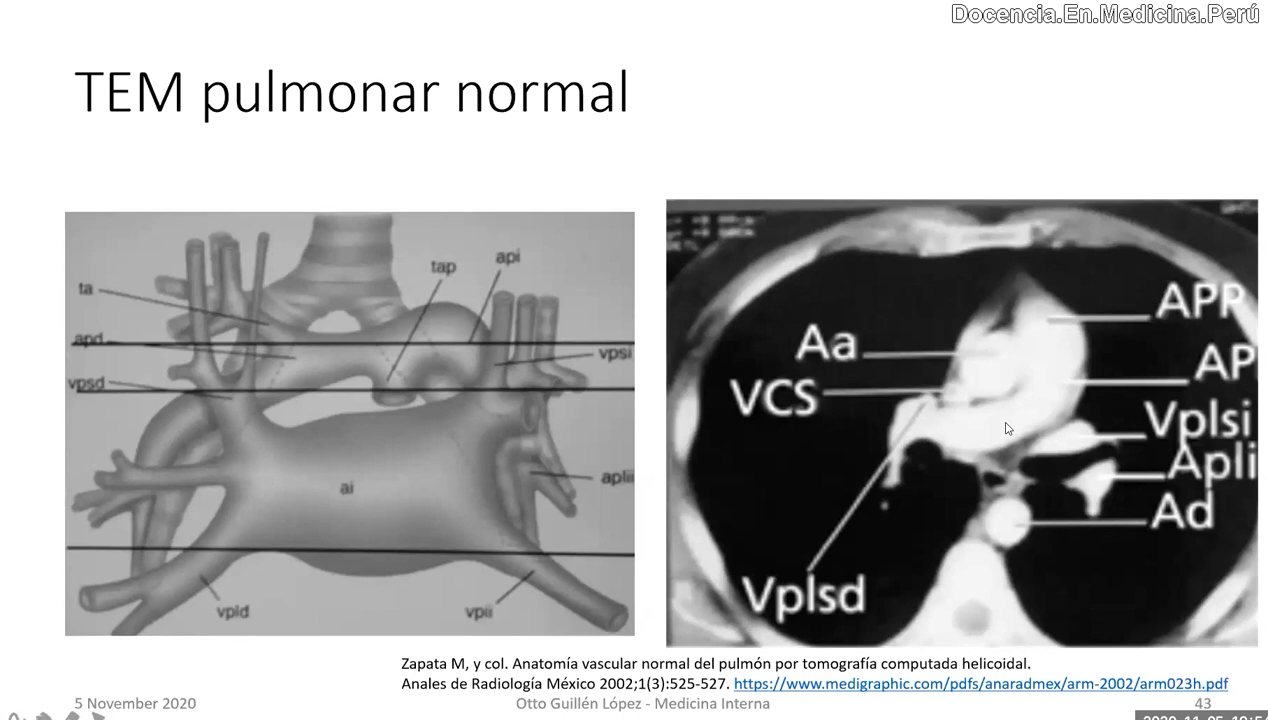 Docencia.En.Medicina.Perú
TEM pulmonar normal
ta
tap
api
apd
vpsi
vpsd
aplii
ai
vpld
vpii
APP
Aa
AP
VCS
Vplsi
Apli
Ad
Vplsd
Zapata M, y col. Anatomía vascular normal del pulmón por tomografía computada helicoidal.
Anales de Radiología México 2002;1(3):525-527. https://www.medigraphic.com/pdfs/anaradmex/arm-2002/arm023h.pdf
5 November 2020
Otto Guillén López - Medicina Interna
43